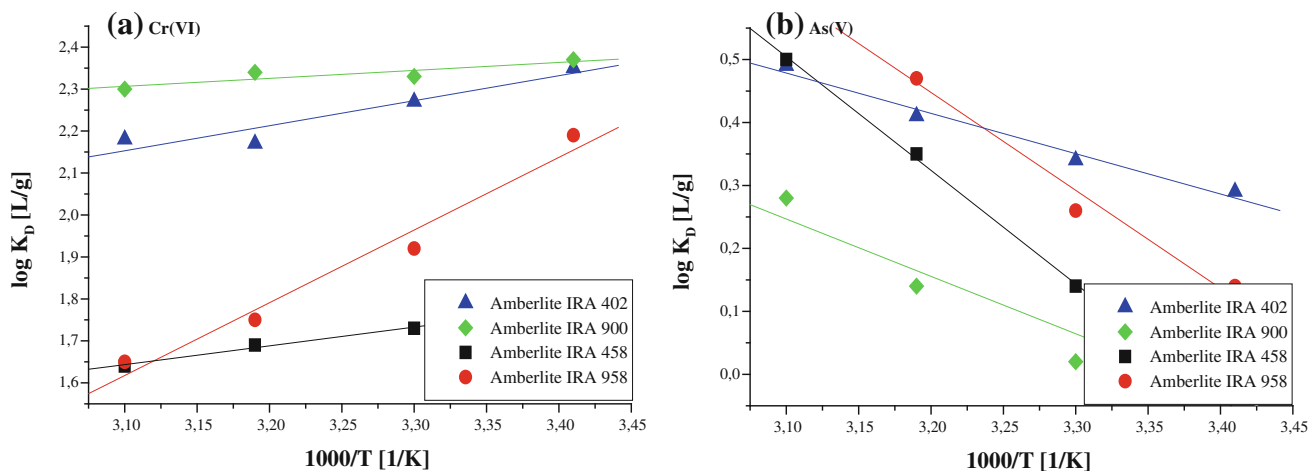 (a) Cr(VI)
log K_D [L/g]
2,4
2,3
2,2
2,1
2,0
1,9
1,8
1,7
1,6
3,10 3,15 3,20 3,25 3,30 3,35 3,40 3,45
1000/T [1/K]
Amberlite IRA 402
Amberlite IRA 900
Amberlite IRA 458
Amberlite IRA 958
(b) As(V)
log K_D [L/g]
0,5
0,4
0,3
0,2
0,1
0,0
3,10 3,15 3,20 3,25 3,30 3,35 3,40 3,45
1000/T [1/K]
Amberlite IRA 402
Amberlite IRA 900
Amberlite IRA 458
Amberlite IRA 958